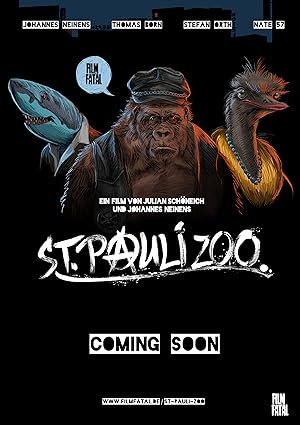 JOHANNES NEINENS THOMAS BORN STEFAN ORTH NATE 57
FILM
FATAL
EIN FILM VON JULIAN SCHÖNEICH
UND JOHANNES NEINENS
ST. PAULI ZOO.
COMING SOON
WWW.FILMFATAL.DE/ST-PAULI-ZOO
FILM
FATAL